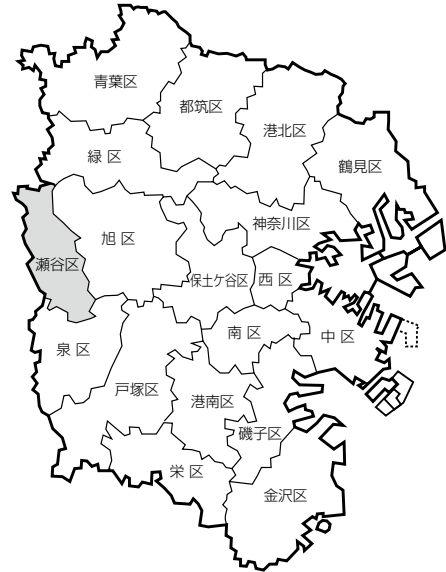 青葉区
都筑区
港北区
緑 区
鶴見区
神奈川区
旭 区
瀬谷区
保土ケ谷区
西 区
南 区
中 区
泉 区
戸塚区
港南区
磯子区
栄 区
金沢区